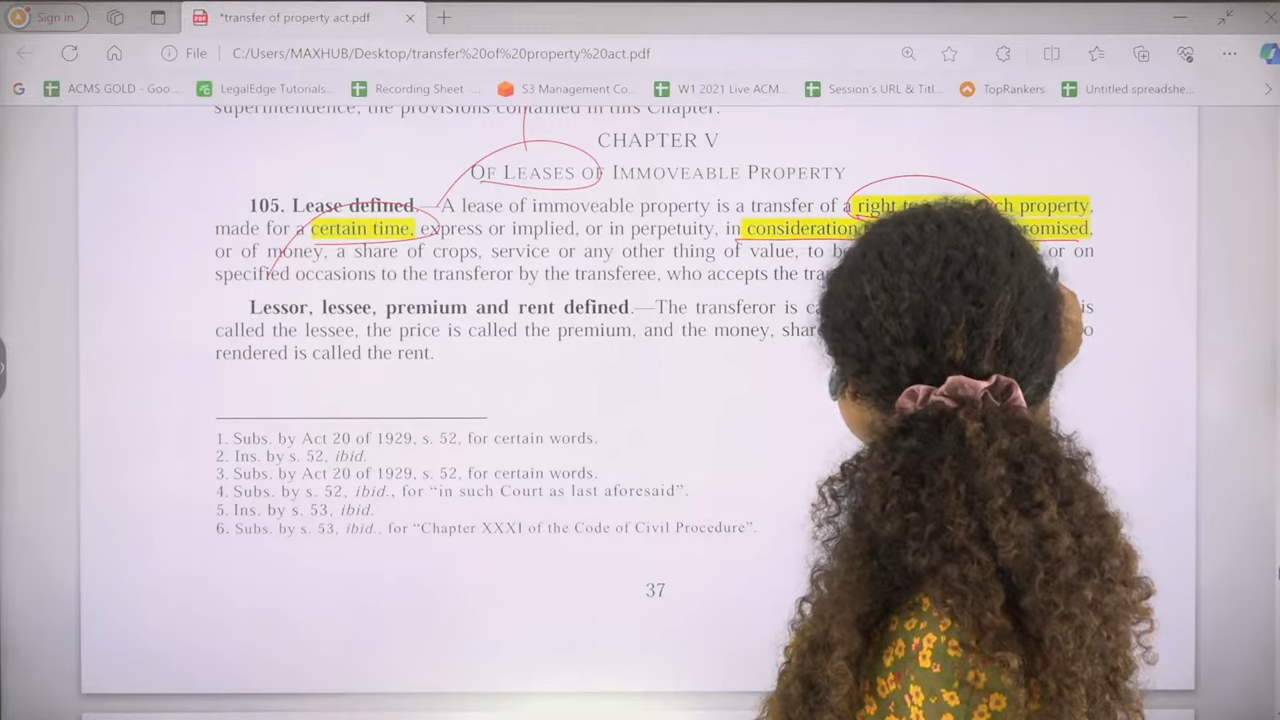 Sign in
*transfer of property act.pdf
File C:/Users/MAXHUB/Desktop/transfer%20of%20property%20act.pdf
ACMS GOLD - Goo... LegalEdge Tutorials... Recording Sheet - ... S3 Management Co... W1 2021 Live ACM... Session's URL & Titl... TopRankers Untitled spreadshe...
superintendence, the provisions contained in this Chapter.
CHAPTER V
OF LEASES OF IMMOVEABLE PROPERTY
105. Lease defined.—A lease of immoveable property is a transfer of a right property,
made for a certain time, express or implied, or in perpetuity, in consideration promised,
or of money, a share of crops, service or any other thing of value, to or on
specified occasions to the transferor by the transferee, who accepts the
Lessor, lessee, premium and rent defined.—The transferor is is
called the lessee, the price is called the premium, and the money,
rendered is called the rent.
1. Subs. by Act 20 of 1929, s. 52, for certain words.
2. Ins. by s. 52, ibid.
3. Subs. by Act 20 of 1929, s. 52, for certain words.
4. Subs. by s. 52, ibid., for “in such Court as last aforesaid”.
5. Ins. by s. 53, ibid.
6. Subs. by s. 53, ibid., for “Chapter XXXI of the Code of Civil Procedure”.
37